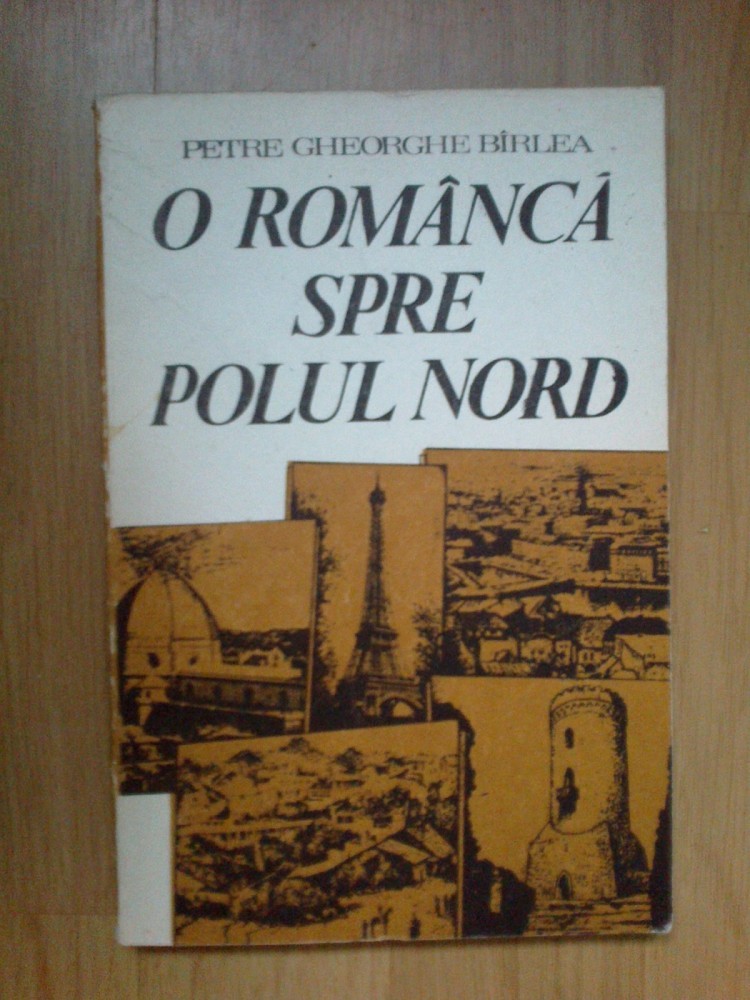 PETRE GHEORGHE BÎRLEA
O ROMÂNCĂ
SPRE
POLUL NORD